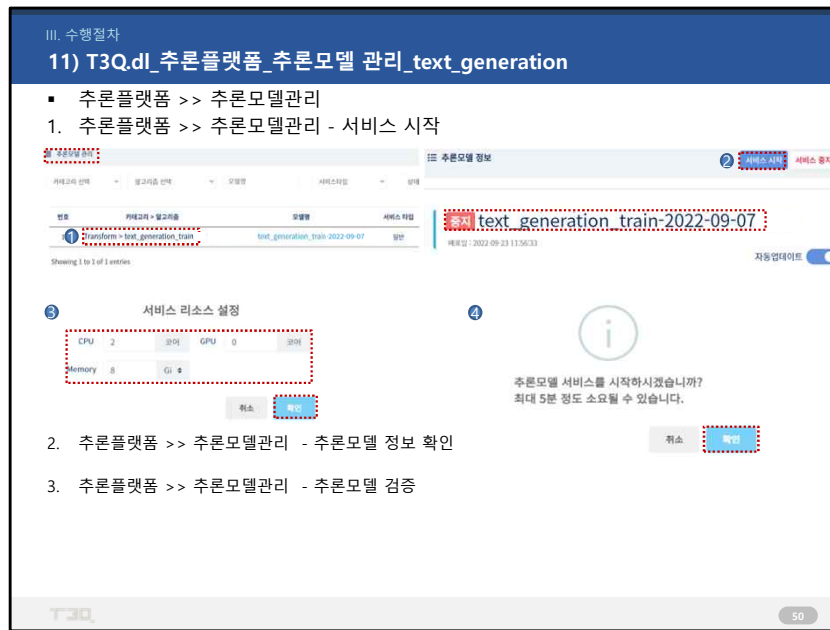 III. 수행절차
11) T3Q.dl_추론플랫폼_추론모델 관리_text_generation
▪ 추론플랫폼 >> 추론모델관리
1. 추론플랫폼 >> 추론모델관리 - 서비스 시작
추론모델 관리
카테고리 선택 알고리즘 선택 모델명 서비스타입 상태
번호 카테고리 > 알고리즘 모델명 서비스 타입
1 Transform > text_generation_train text_generation_train-2022-09-07 일반
Showing 1 to 1 of 1 entries
추론모델 정보
2 서비스 시작 서비스 중지
중지 text_generation_train-2022-09-07
배포일 : 2022-09-23 11:56:33
자동업데이트
3 서비스 리소스 설정
CPU 2 코어 GPU 0 코어
Memory 8 Gi
취소 확인
4
추론모델 서비스를 시작하시겠습니까?
최대 5분 정도 소요될 수 있습니다.
취소 확인
2. 추론플랫폼 >> 추론모델관리 - 추론모델 정보 확인
3. 추론플랫폼 >> 추론모델관리 - 추론모델 검증
T3Q
50